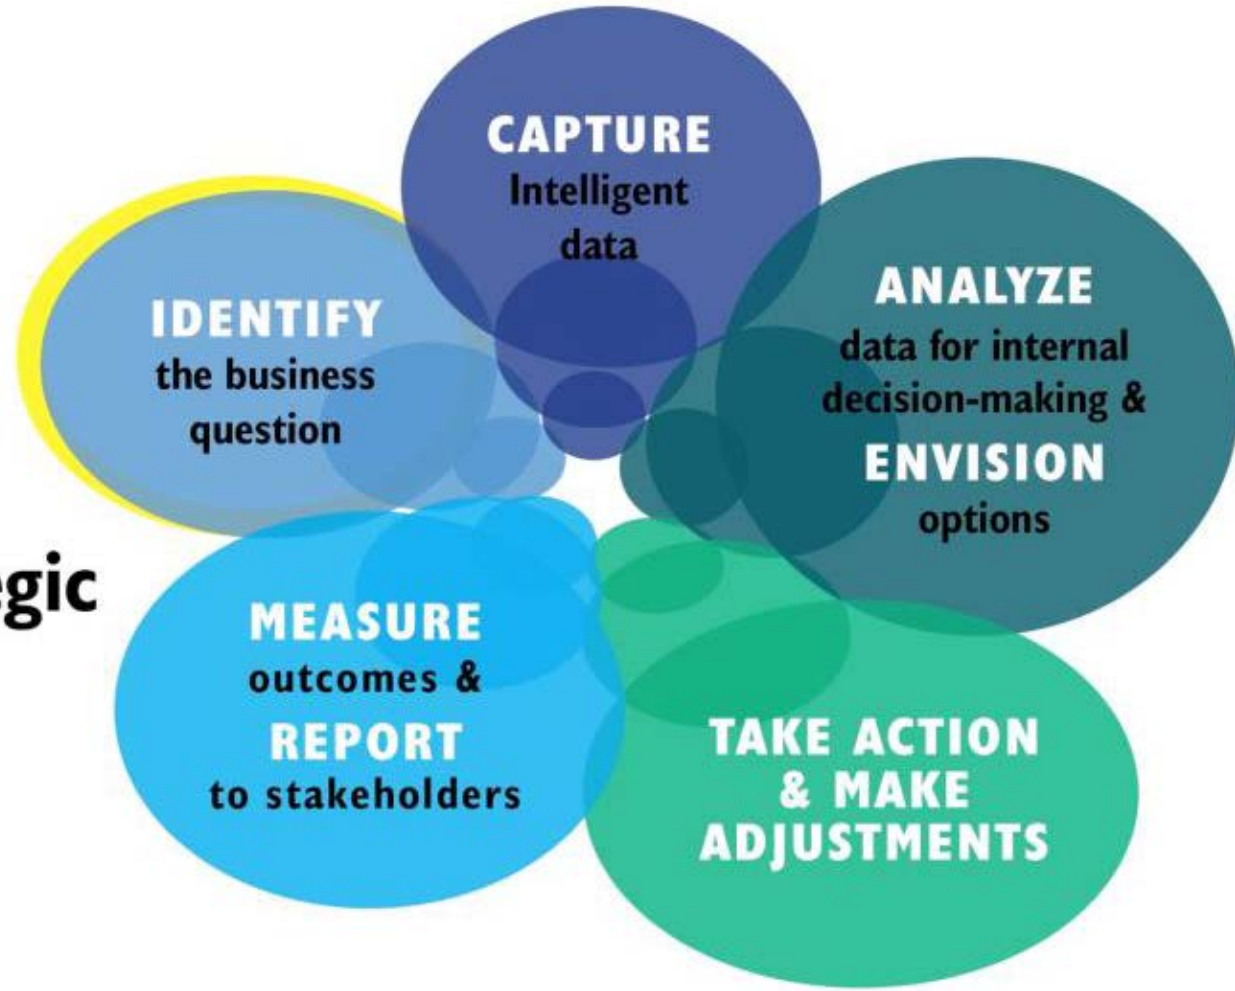 CAPTURE
Intelligent
data
IDENTIFY
the business
question
ANALYZE
data for internal
decision-making &
ENVISION
options
egic
MEASURE
outcomes &
REPORT
to stakeholders
TAKE ACTION
& MAKE
ADJUSTMENTS